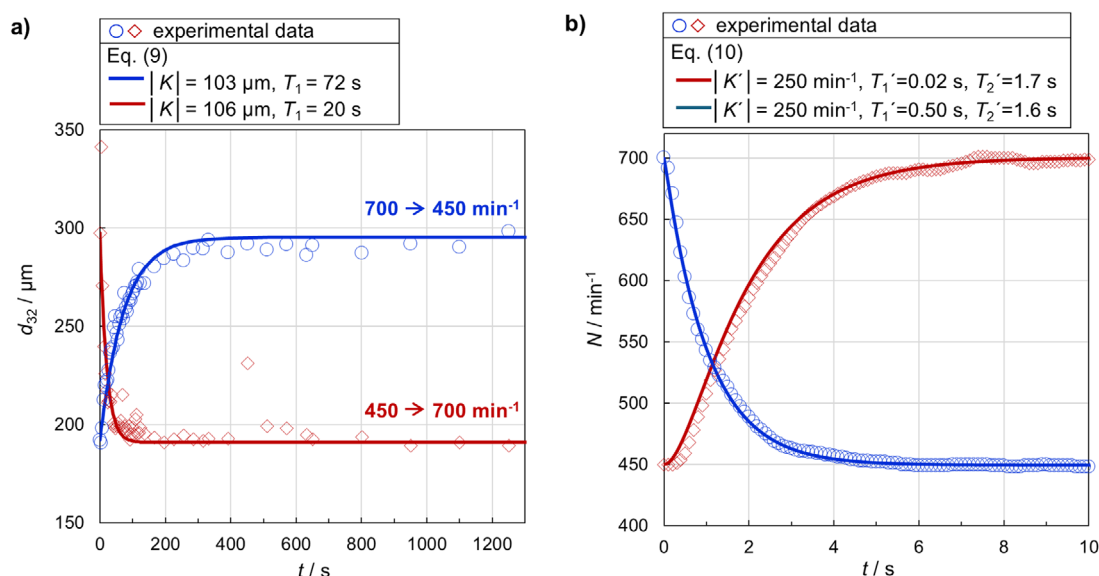 a)
experimental data
Eq. (9)
| K | = 103 µm, T₁ = 72 s
| K | = 106 µm, T₁ = 20 s
350
300
250
200
150
d₃₂ / µm
700 → 450 min⁻¹
450 → 700 min⁻¹
0 200 400 600 800 1000 1200
t / s
b)
experimental data
Eq. (10)
| K´ | = 250 min⁻¹, T₁´=0.02 s, T₂´=1.7 s
| K´ | = 250 min⁻¹, T₁´=0.50 s, T₂´=1.6 s
700
650
600
550
500
450
400
N / min⁻¹
0 2 4 6 8 10
t / s